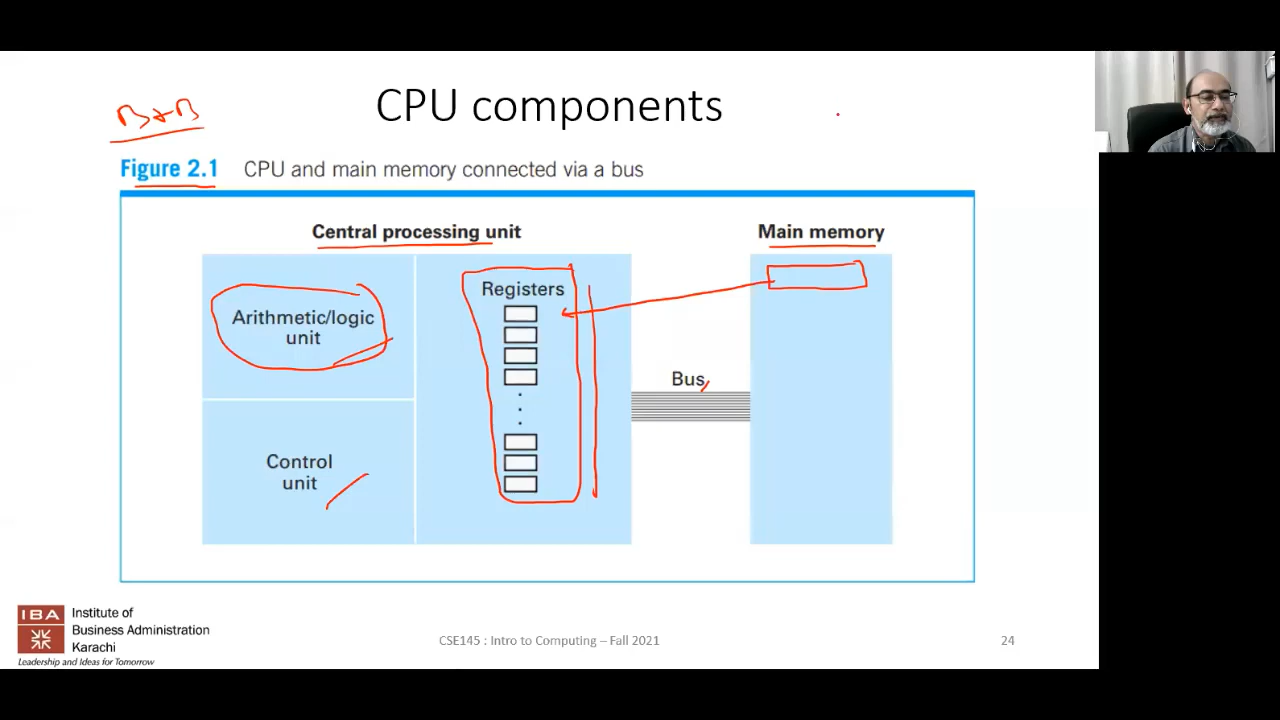 CPU components
Figure 2.1 CPU and main memory connected via a bus
Central processing unit
Main memory
Arithmetic/logic
unit
Registers
Bus
Control
unit
IBA
Institute of
Business Administration
Karachi
Leadership and Ideas for Tomorrow
CSE145 : Intro to Computing – Fall 2021
24